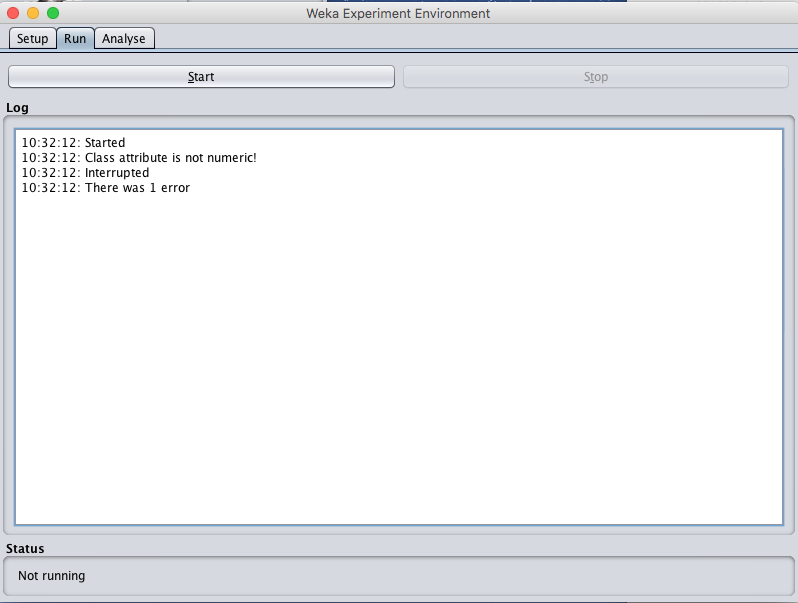 Weka Experiment Environment
Setup Run Analyse
Start Stop
Log
10:32:12: Started
10:32:12: Class attribute is not numeric!
10:32:12: Interrupted
10:32:12: There was 1 error
Status
Not running